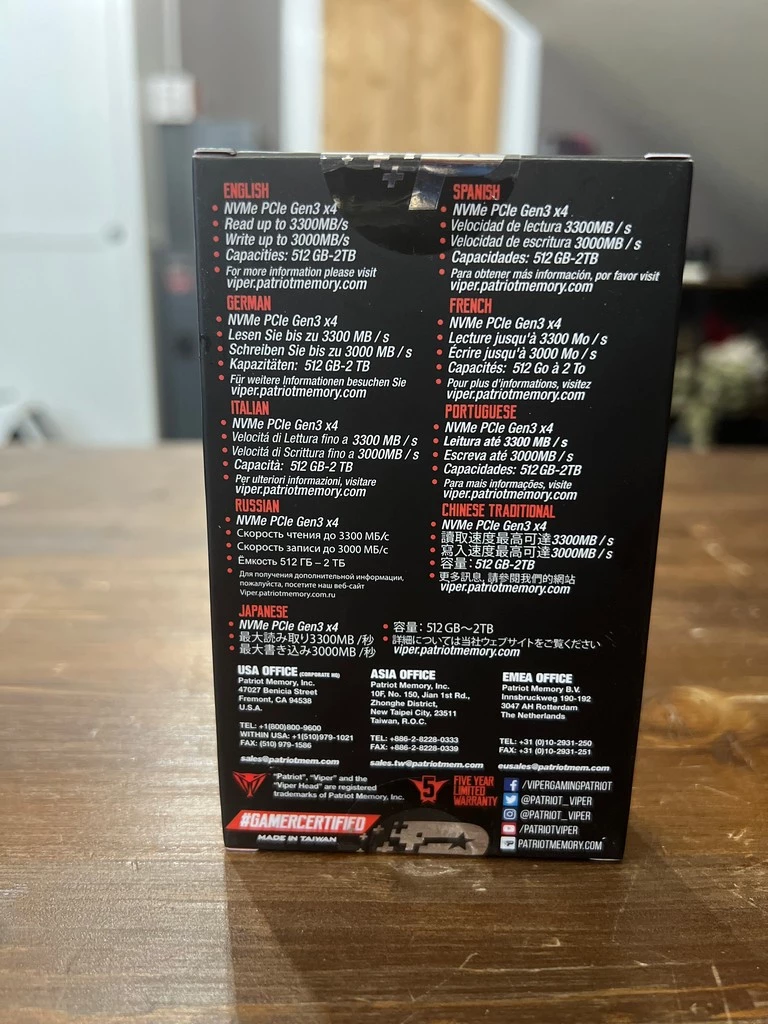 ENGLISH
NVMe PCIe Gen3 x4
Read up to 3300MB/s
Write up to 3000MB/s
Capacities: 512 GB-2TB
For more information please visit
viper.patriotmemory.com
SPANISH
NVMe PCIe Gen3 x4
Velocidad de lectura 3300MB / s
Velocidad de escritura 3000MB / s
Capacidades: 512 GB-2TB
Para obtener más información, por favor visit
viper.patriotmemory.com
GERMAN
NVMe PCIe Gen3 x4
Lesen Sie bis zu 3300 MB / s
Schreiben Sie bis zu 3000 MB / s
Kapazitäten: 512 GB-2 TB
Für weitere Informationen besuchen Sie
viper.patriotmemory.com
FRENCH
NVMe PCIe Gen3 x4
Lecture jusqu'à 3300 Mo / s
Écrire jusqu'à 3000 Mo / s
Capacités: 512 Go à 2 To
Pour plus d'informations, visitez
viper.patriotmemory.com
ITALIAN
NVMe PCIe Gen3 x4
Velocitá di Lettura fino a 3300 MB / s
Velocitá di Scrittura fino a 3000MB / s
Capacità: 512 GB-2 TB
Per ulteriori informazioni, visitare
viper.patriotmemory.com
PORTUGUESE
NVMe PCIe Gen3 x4
Leitura até 3300 MB / s
Escreva até 3000MB / s
Capacidades: 512 GB-2TB
Para mais informações, visite
viper.patriotmemory.com
RUSSIAN
NVMe PCIe Gen3 x4
Скорость чтения до 3300 МБ/с
Скорость записи до 3000 МБ/с
Ёмкость 512 ГБ – 2 ТБ
Для получения дополнительной информации,
пожалуйста, посетите наш веб-сайт
Viper.patriotmemory.com.ru
CHINESE TRADITIONAL
NVMe PCIe Gen3 x4
讀取速度最高可達3300MB / s
寫入速度最高可達3000MB / s
容量：512 GB-2TB
更多訊息, 請參閱我們的網站
viper.patriotmemory.com
JAPANESE
NVMe PCIe Gen3 x4
最大読み取り3300MB /秒
最大書き込み3000MB /秒
容量：512 GB～2TB
詳細については当社ウェブサイトをご覧ください
viper.patriotmemory.com
USA OFFICE (CORPORATE HQ)
Patriot Memory, Inc.
47027 Benicia Street
Fremont, CA 94538
U.S.A.
TEL: +1(800)800-9600
WITHIN USA: +1(510)979-1021
FAX: (510) 979-1586
sales@patriotmem.com
ASIA OFFICE
Patriot Memory, Inc.
10F, No. 150, Jian 1st Rd.,
Zhonghe District,
New Taipei City, 23511
Taiwan, R.O.C.
TEL: +886-2-8228-0333
FAX: +886-2-8228-0339
sales.tw@patriotmem.com
EMEA OFFICE
Patriot Memory B.V.
Innsbruckweg 190-192
3047 AH Rotterdam
The Netherlands
TEL: +31 (0)10-2931-250
FAX: +31 (0)10-2931-251
eusales@patriotmem.com
"Patriot", "Viper" and the
"Viper Head" are registered
trademarks of Patriot Memory, Inc.
5
FIVE YEAR
LIMITED
WARRANTY
/VIPERGAMINGPATRIOT
@PATRIOT_VIPER
@PATRIOT_VIPER
/PATRIOTVIPER
PATRIOTMEMORY.COM
#GAMERCERTIFIED
MADE IN TAIWAN